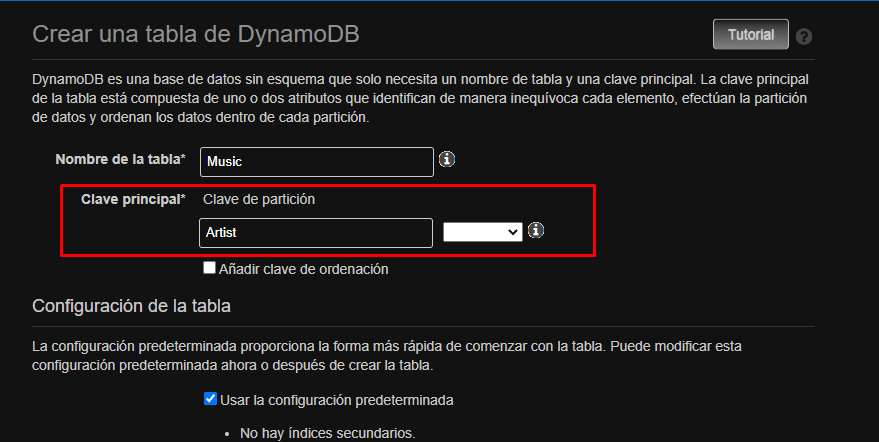 Crear una tabla de DynamoDB
Tutorial
DynamoDB es una base de datos sin esquema que solo necesita un nombre de tabla y una clave principal. La clave principal
de la tabla está compuesta de uno o dos atributos que identifican de manera inequívoca cada elemento, efectúan la partición
de datos y ordenan los datos dentro de cada partición.
Nombre de la tabla* Music
Clave principal* Clave de partición
Artist
Añadir clave de ordenación
Configuración de la tabla
La configuración predeterminada proporciona la forma más rápida de comenzar con la tabla. Puede modificar esta
configuración predeterminada ahora o después de crear la tabla.
Usar la configuración predeterminada
• No hay índices secundarios.